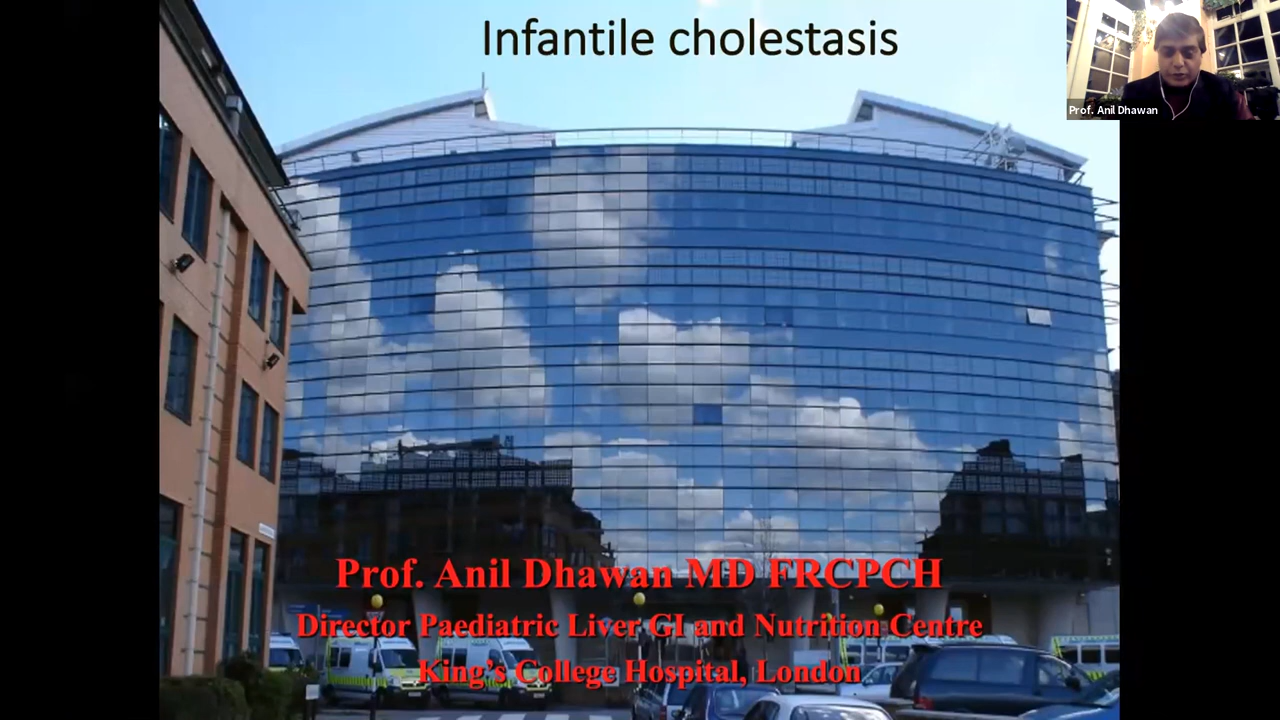 Infantile cholestasis
Prof. Anil Dhawan
Prof. Anil Dhawan MD FRCPCH
Director Paediatric Liver GI and Nutrition Centre
King's College Hospital, London